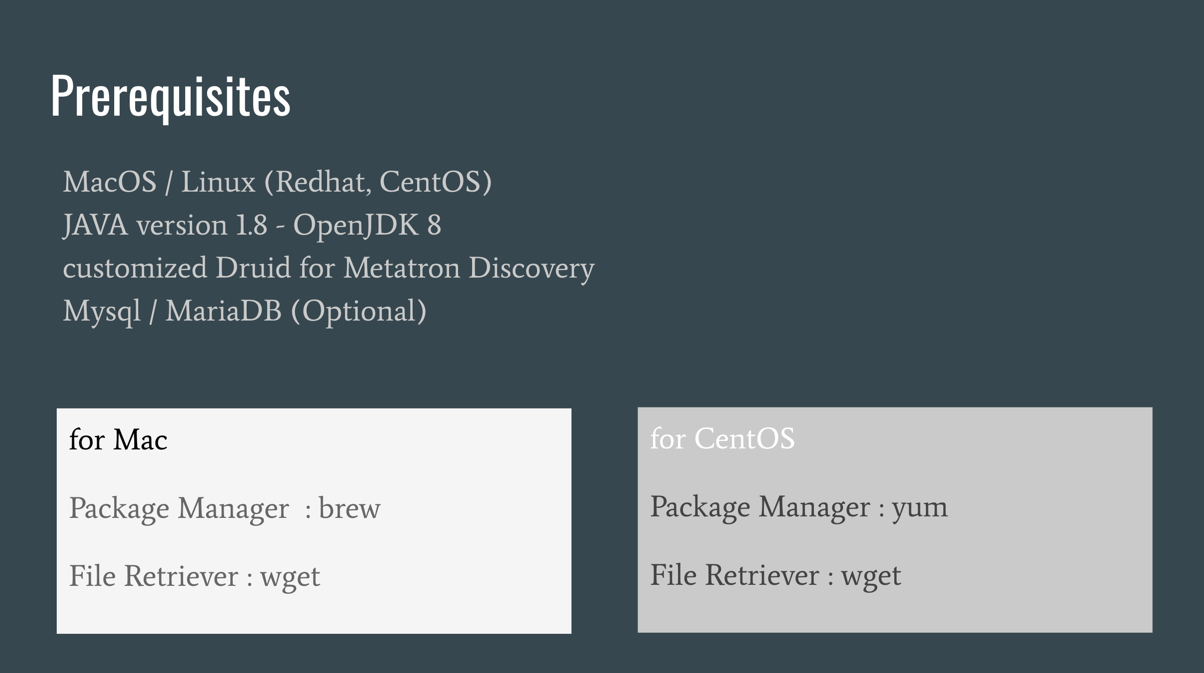 Prerequisites
MacOS / Linux (Redhat, CentOS)
JAVA version 1.8 - OpenJDK 8
customized Druid for Metatron Discovery
Mysql / MariaDB (Optional)
for Mac
Package Manager  : brew
File Retriever : wget
for CentOS
Package Manager : yum
File Retriever : wget